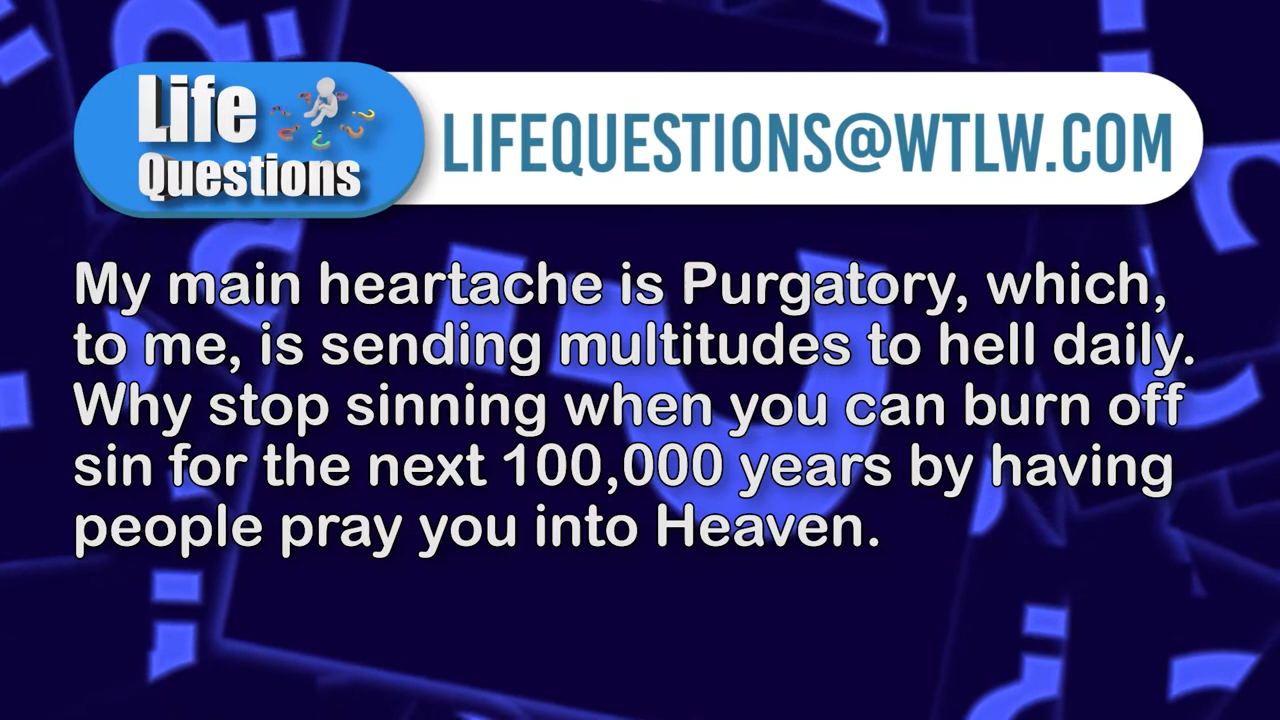 Life
Questions
LIFEQUESTIONS@WTLW.COM
My main heartache is Purgatory, which,
to me, is sending multitudes to hell daily.
Why stop sinning when you can burn off
sin for the next 100,000 years by having
people pray you into Heaven.